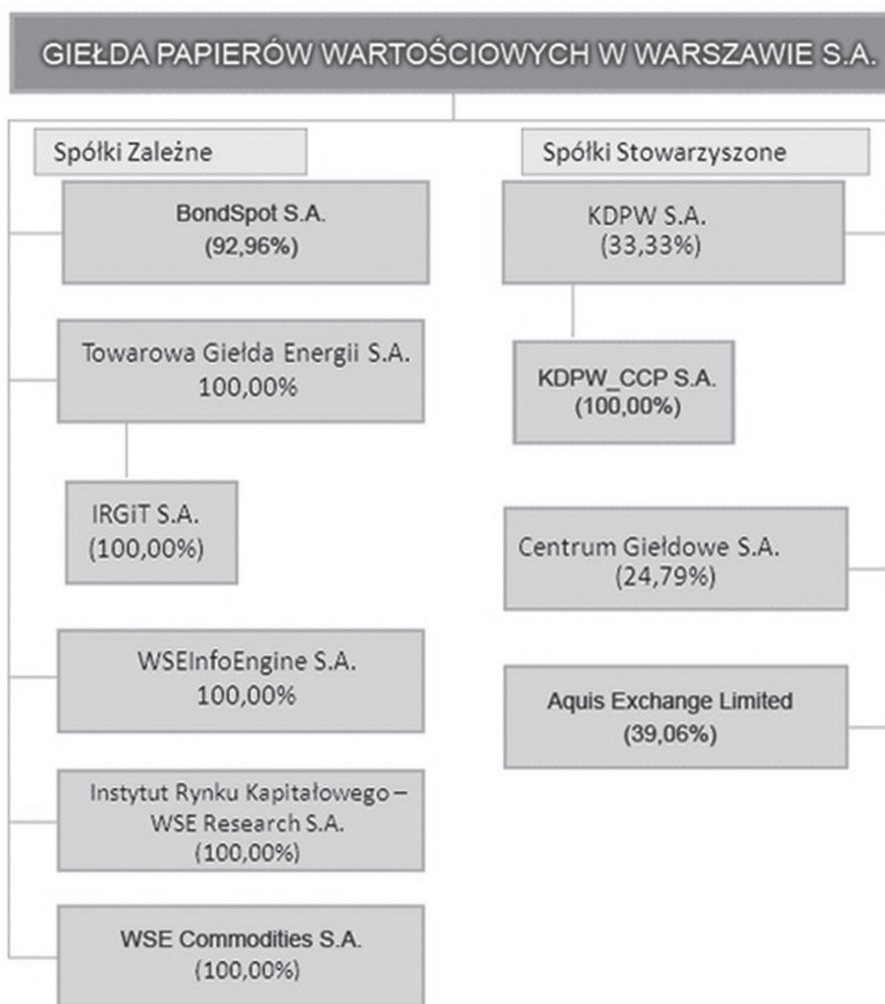 GIEŁDA PAPIERÓW WARTOŚCIOWYCH W WARSZAWIE S.A.
Spółki Zależne
BondSpot S.A.
(92,96%)
Towarowa Giełda Energii S.A.
100,00%
IRGiT S.A.
(100,00%)
WSEInfoEngine S.A.
100,00%
Instytut Rynku Kapitałowego –
WSE Research S.A.
(100,00%)
WSE Commodities S.A.
(100,00%)
Spółki Stowarzyszone
KDPW S.A.
(33,33%)
KDPW_CCP S.A.
(100,00%)
Centrum Giełdowe S.A.
(24,79%)
Aquis Exchange Limited
(39,06%)